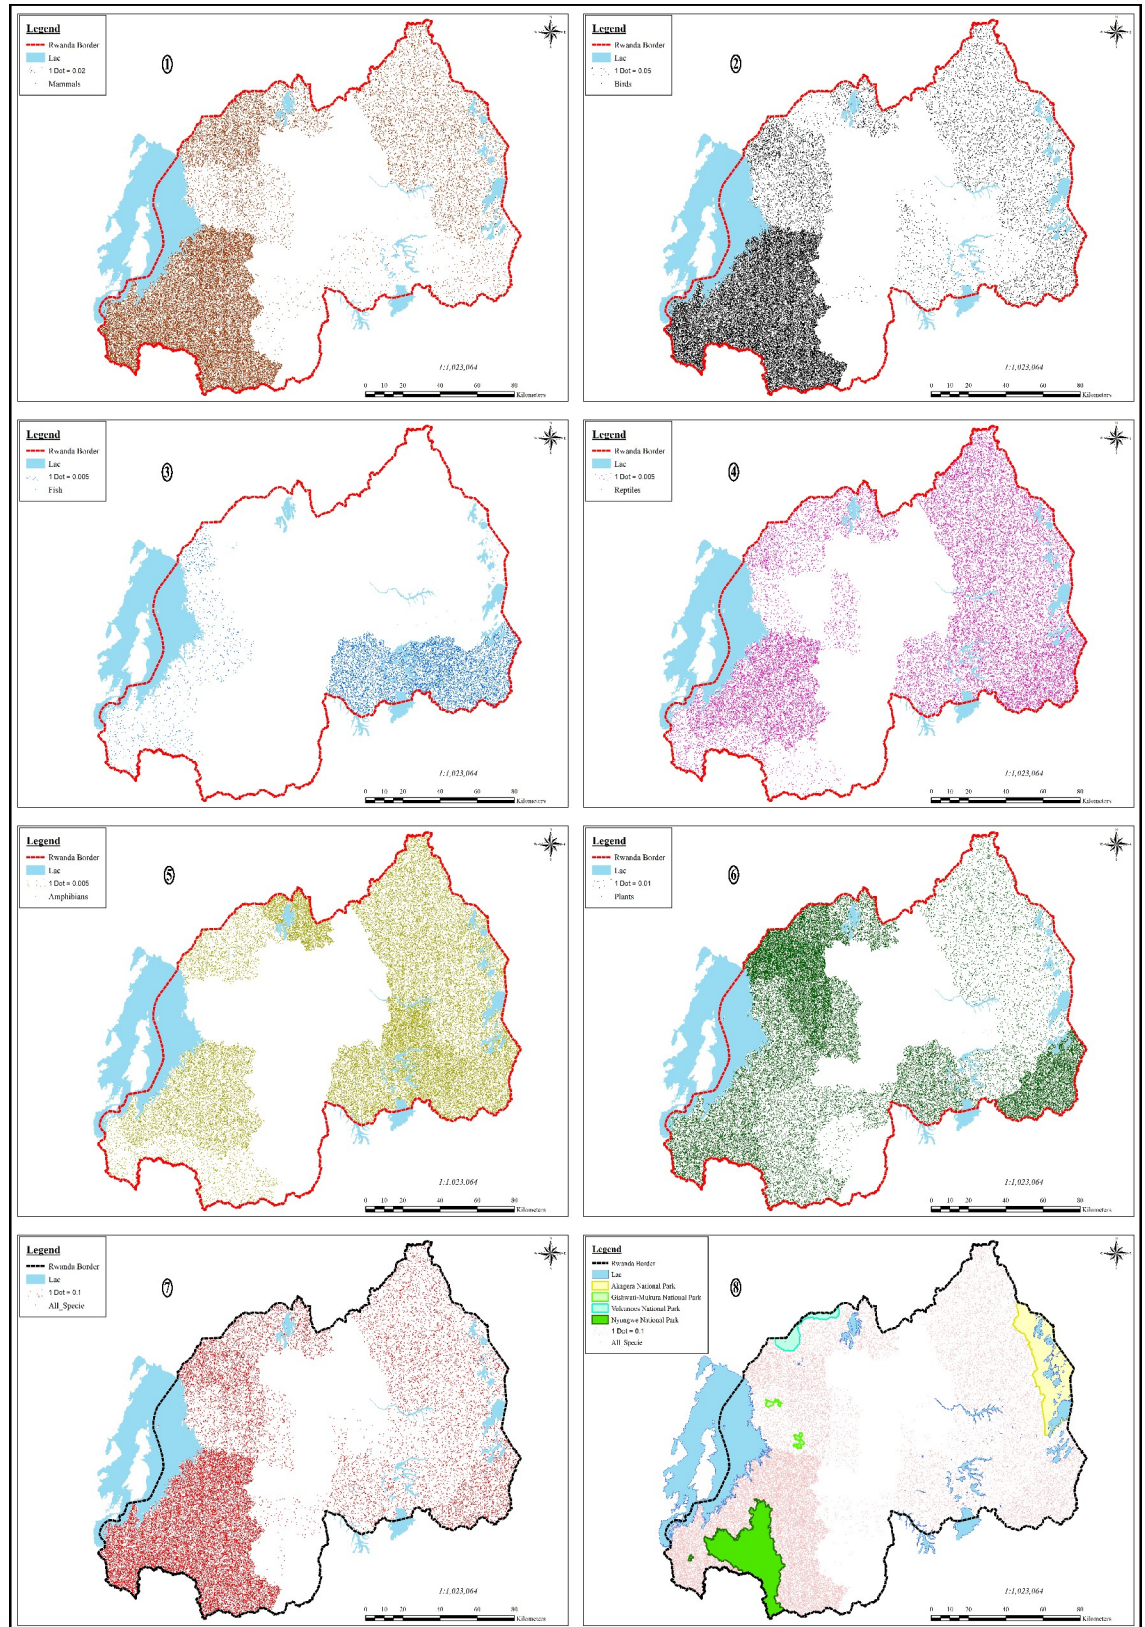 Legend
Rwanda Border
Lac
1 Dot = 0.02
Mammals
1
1:1,023,064
0 10 20 40 60 80
Kilometers
Legend
Rwanda Border
Lac
1 Dot = 0.05
Birds
2
1:1,023,064
0 10 20 40 60 80
Kilometers
Legend
Rwanda Border
Lac
1 Dot = 0.005
Fish
3
1:1,023,064
0 10 20 40 60 80
Kilometers
Legend
Rwanda Border
Lac
1 Dot = 0.005
Reptiles
4
1:1,023,064
0 10 20 40 60 80
Kilometers
Legend
Rwanda Border
Lac
1 Dot = 0.005
Amphibians
5
1:1,023,064
0 10 20 40 60 80
Kilometers
Legend
Rwanda Border
Lac
1 Dot = 0.01
Plants
6
1:1,023,064
0 10 20 40 60 80
Kilometers
Legend
Rwanda Border
Lac
1 Dot = 0.1
All_Specie
7
1:1,023,064
0 10 20 40 60 80
Kilometers
Legend
Rwanda Border
Lac
Akagera National Park
Gishwati-Mukura National Park
Volcanoes National Park
Nyungwe National Park
1 Dot = 0.1
All_Specie
8
1:1,023,064
0 10 20 40 60 80
Kilometers